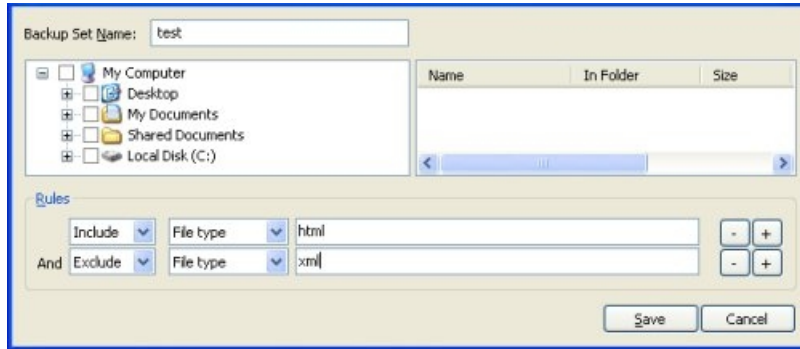 Backup Set Name: test
My Computer
Desktop
My Documents
Shared Documents
Local Disk (C:)
Name In Folder Size
Rules
Include File type html - +
And Exclude File type xml - +
Save Cancel